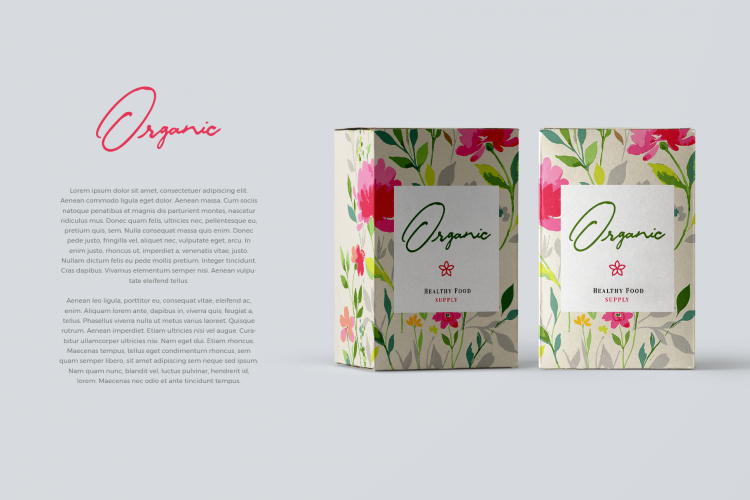 Organic
Lorem ipsum dolor sit amet, consectetuer adipiscing elit.
Aenean commodo ligula eget dolor. Aenean massa. Cum sociis
natoque penatibus et magnis dis parturient montes, nascetur
ridiculus mus. Donec quam felis, ultricies nec, pellentesque eu,
pretium quis, sem. Nulla consequat massa quis enim. Donec
pede justo, fringilla vel, aliquet nec, vulputate eget, arcu. In
enim justo, rhoncus ut, imperdiet a, venenatis vitae, justo.
Nullam dictum felis eu pede mollis pretium. Integer tincidunt.
Cras dapibus. Vivamus elementum semper nisi. Aenean vulpu-
tate eleifend tellus.
Aenean leo ligula, porttitor eu, consequat vitae, eleifend ac,
enim. Aliquam lorem ante, dapibus in, viverra quis, feugiat a,
tellus. Phasellus viverra nulla ut metus varius laoreet. Quisque
rutrum. Aenean imperdiet. Etiam ultricies nisi vel augue. Cura-
bitur ullamcorper ultricies nisi. Nam eget dui. Etiam rhoncus.
Maecenas tempus, tellus eget condimentum rhoncus, sem
quam semper libero, sit amet adipiscing sem neque sed ipsum.
Nam quam nunc, blandit vel, luctus pulvinar, hendrerit id,
lorem. Maecenas nec odio et ante tincidunt tempus.
Organic
Healthy Food
SUPPLY
Organic
Healthy Food
SUPPLY